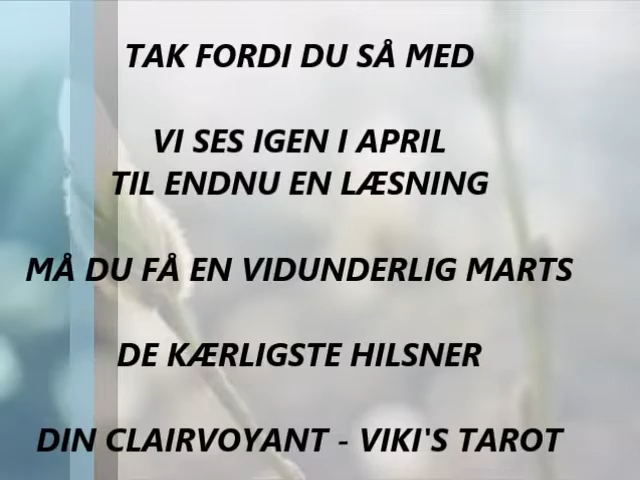 TAK FORDI DU SÅ MED
VI SES IGEN I APRIL
TIL ENDNU EN LÆSNING
MÅ DU FÅ EN VIDUNDERLIG MARTS
DE KÆRLIGSTE HILSNER
DIN CLAIRVOYANT - VIKI'S TAROT